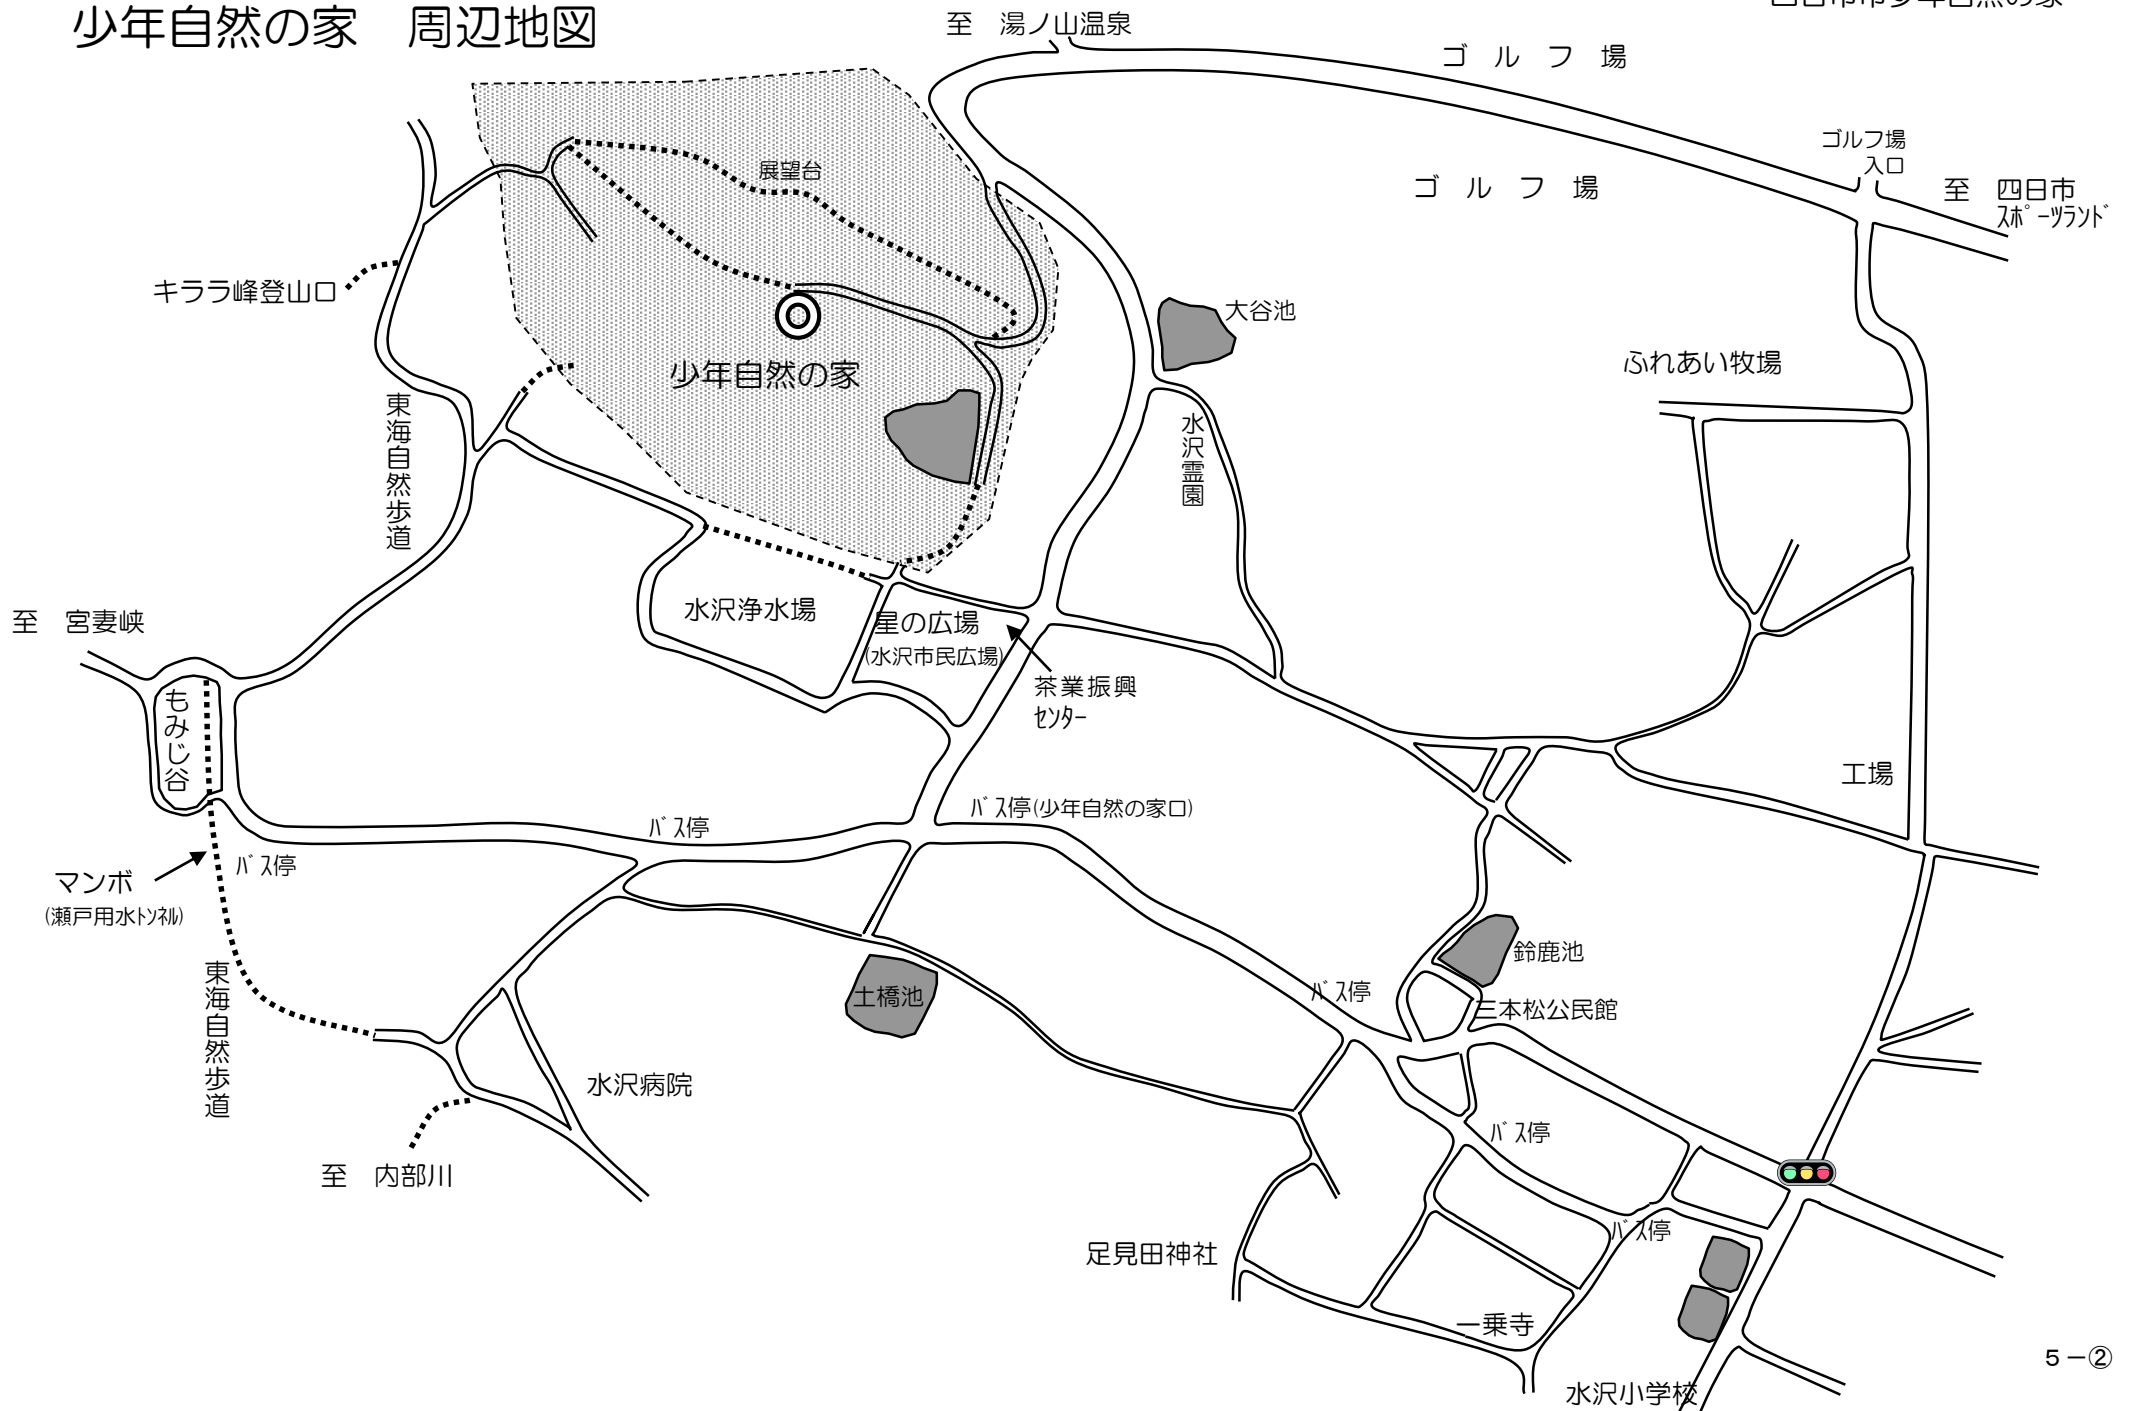 少年自然の家　周辺地図
至　湯ノ山温泉
ゴ　ル　フ　場
ゴルフ場
入口
至　四日市
ｽﾎﾟｰﾂﾗﾝﾄﾞ
展望台
ゴ　ル　フ　場
キララ峰登山口
大谷池
ふれあい牧場
少年自然の家
東海自然歩道
水沢霊園
至　宮妻峡
水沢浄水場
星の広場
(水沢市民広場)
茶業振興
ｾﾝﾀｰ
もみじ谷
工場
ﾊﾞｽ停(少年自然の家口)
ﾊﾞｽ停
ﾊﾞｽ停
マンボ
(瀬戸用水ﾄﾝﾈﾙ)
東海自然歩道
土橋池
鈴鹿池
ﾊﾞｽ停
三本松公民館
水沢病院
ﾊﾞｽ停
至　内部川
ﾊﾞｽ停
足見田神社
一乗寺
水沢小学校
５－②